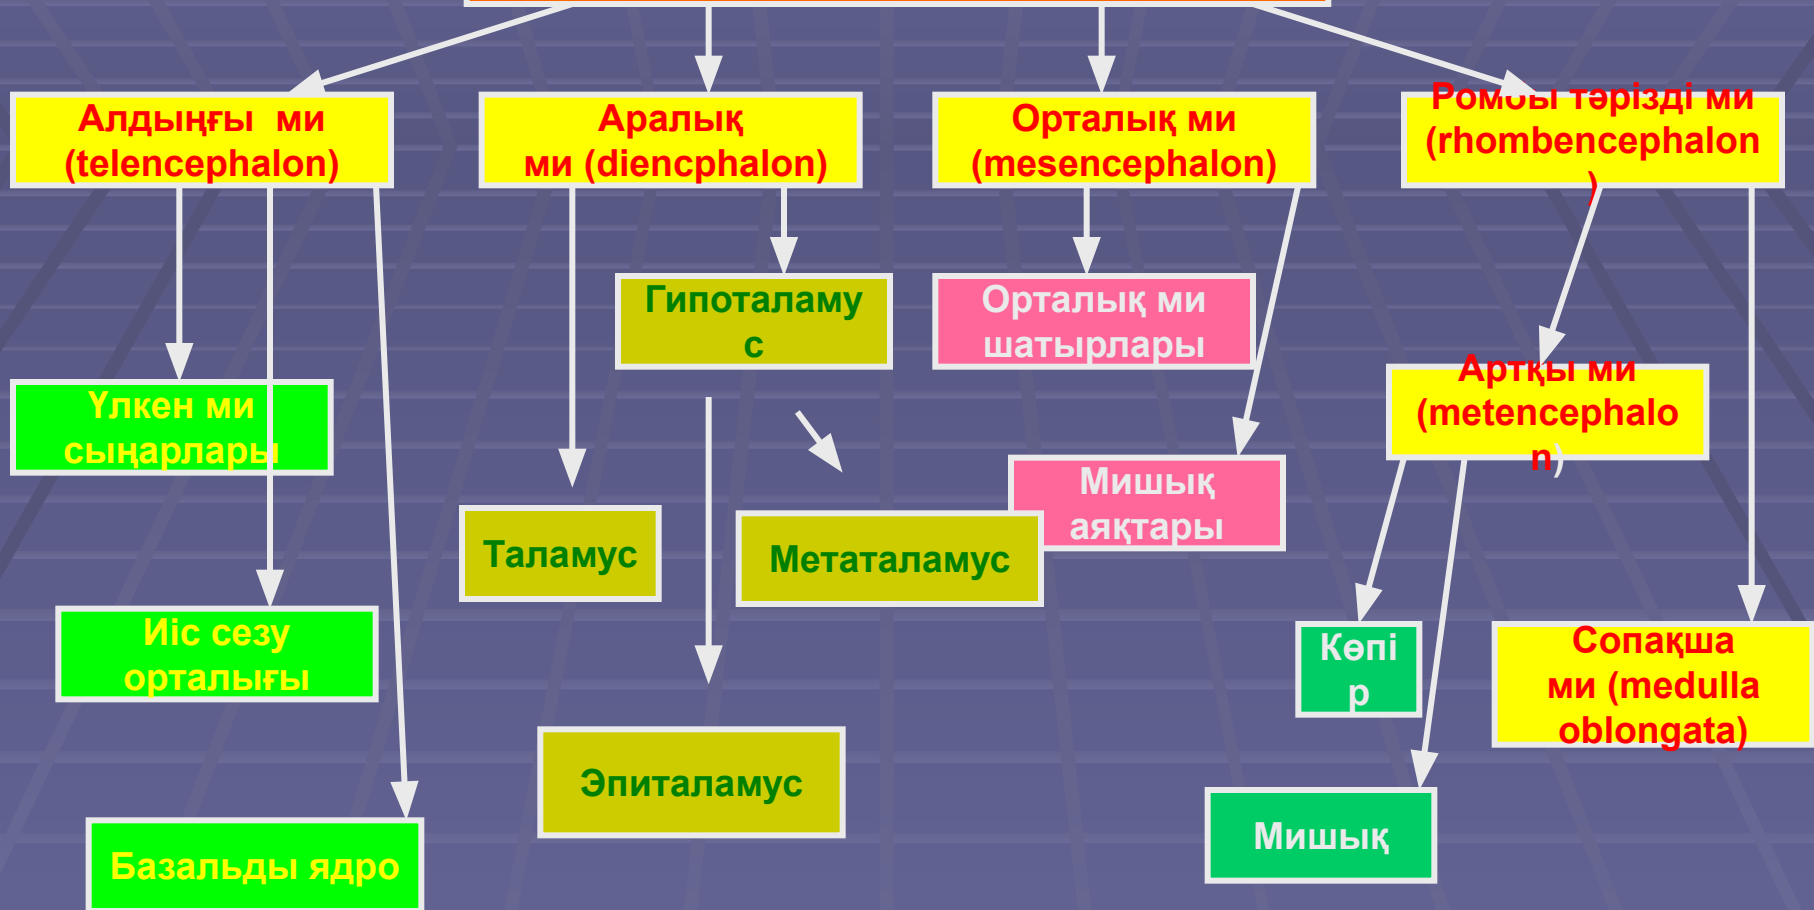 Алдыңғы ми
(telencephalon)
Аралық
ми (diencphalon)
Орталық ми
(mesencephalon)
Ромбы тәрізді ми
(rhombencephalon
)
Гипоталаму
с
Орталық ми
шатырлары
Үлкен ми
сыңарлары
Артқы ми
(metencephalo
n)
Мишық
аяқтары
Таламус
Метаталамус
Иіс сезу
орталығы
Көпі
р
Сопақша
ми (medulla
oblongata)
Эпиталамус
Мишық
Базальды ядро